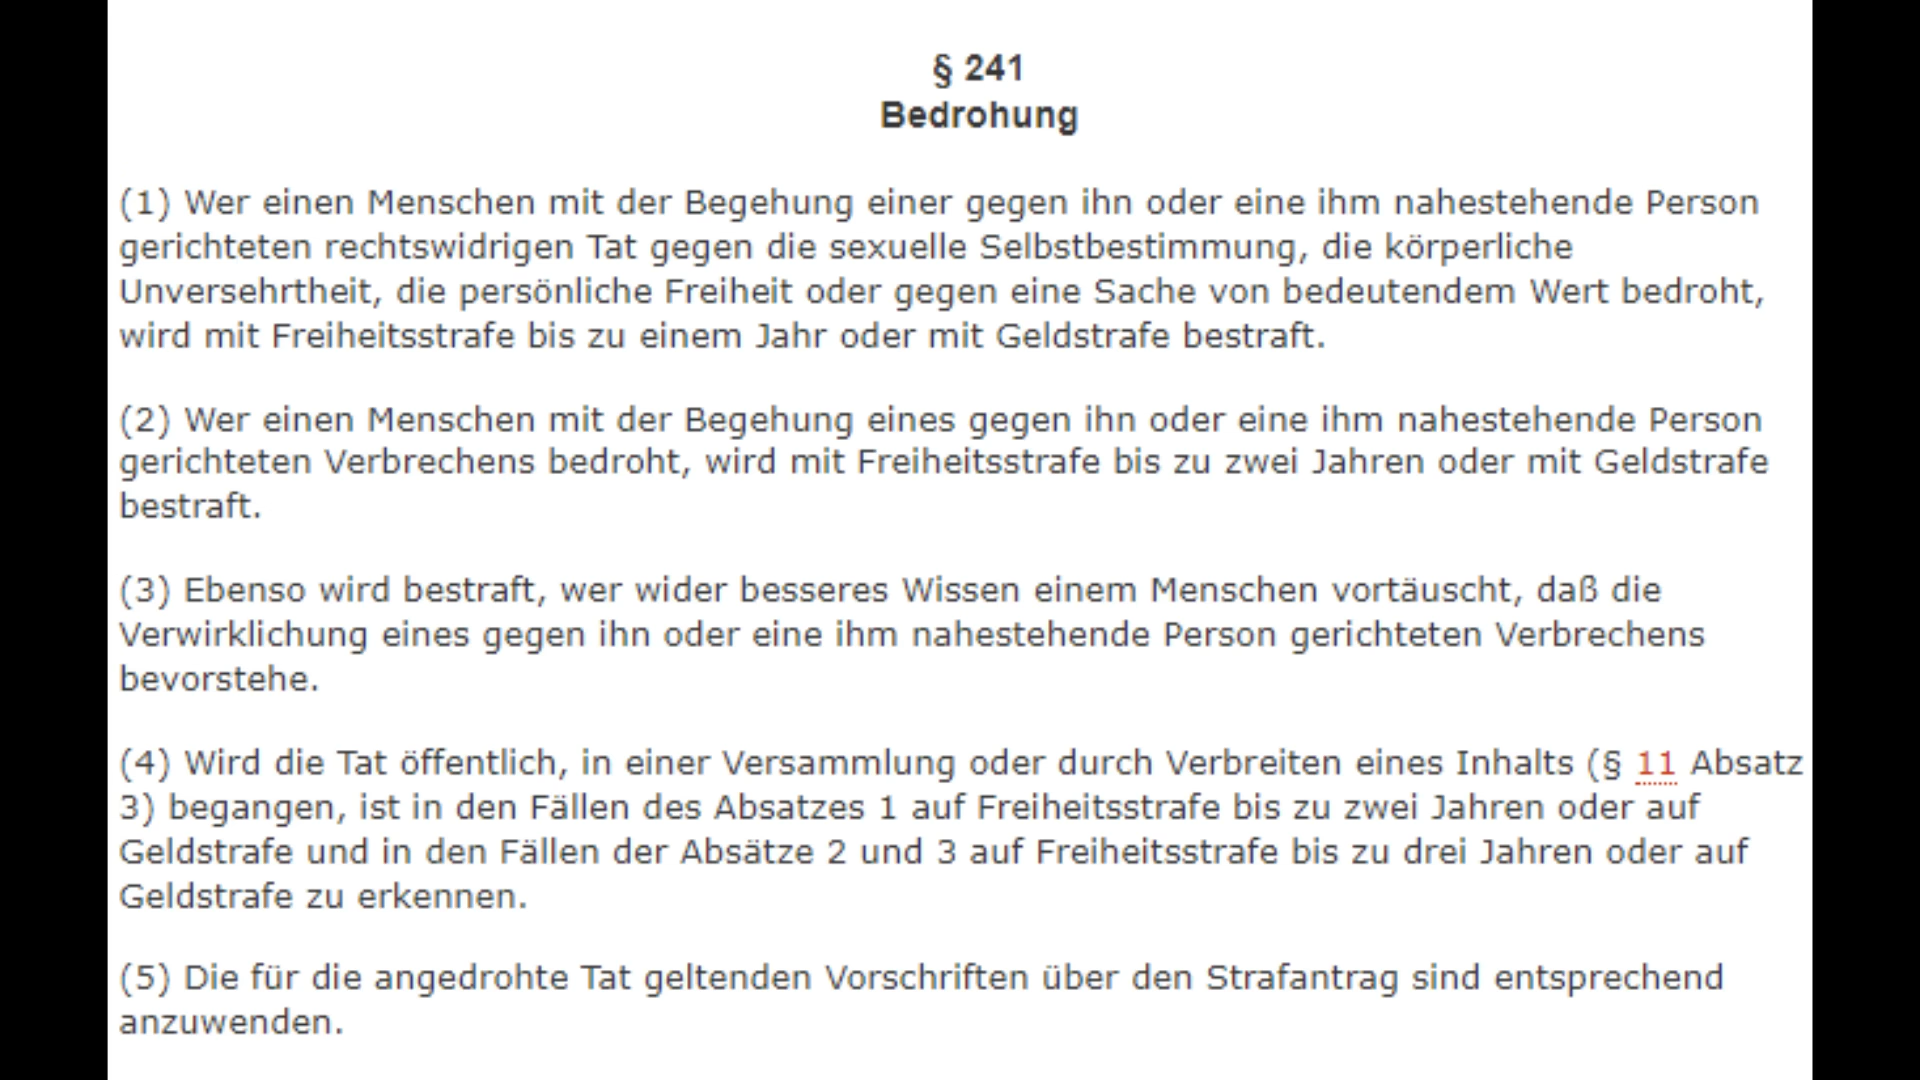 § 241
Bedrohung
(1) Wer einen Menschen mit der Begehung einer gegen ihn oder eine ihm nahestehende Person
gerichteten rechtswidrigen Tat gegen die sexuelle Selbstbestimmung, die körperliche
Unversehrtheit, die persönliche Freiheit oder gegen eine Sache von bedeutendem Wert bedroht,
wird mit Freiheitsstrafe bis zu einem Jahr oder mit Geldstrafe bestraft.
(2) Wer einen Menschen mit der Begehung eines gegen ihn oder eine ihm nahestehende Person
gerichteten Verbrechens bedroht, wird mit Freiheitsstrafe bis zu zwei Jahren oder mit Geldstrafe
bestraft.
(3) Ebenso wird bestraft, wer wider besseres Wissen einem Menschen vortäuscht, daß die
Verwirklichung eines gegen ihn oder eine ihm nahestehende Person gerichteten Verbrechens
bevorstehe.
(4) Wird die Tat öffentlich, in einer Versammlung oder durch Verbreiten eines Inhalts (§ 11 Absatz
3) begangen, ist in den Fällen des Absatzes 1 auf Freiheitsstrafe bis zu zwei Jahren oder auf
Geldstrafe und in den Fällen der Absätze 2 und 3 auf Freiheitsstrafe bis zu drei Jahren oder auf
Geldstrafe zu erkennen.
(5) Die für die angedrohte Tat geltenden Vorschriften über den Strafantrag sind entsprechend
anzuwenden.